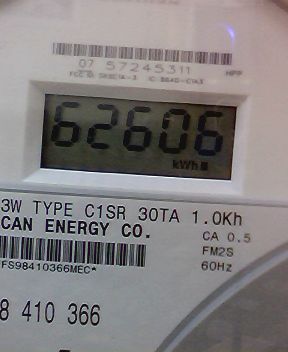 07 57245311
HPP
62606
kWh
3W TYPE C1SR 30TA 1.0Kh
CAN ENERGY CO.
CA 0.5
FM2S
60Hz
FS98410366MEC*
8 410 366